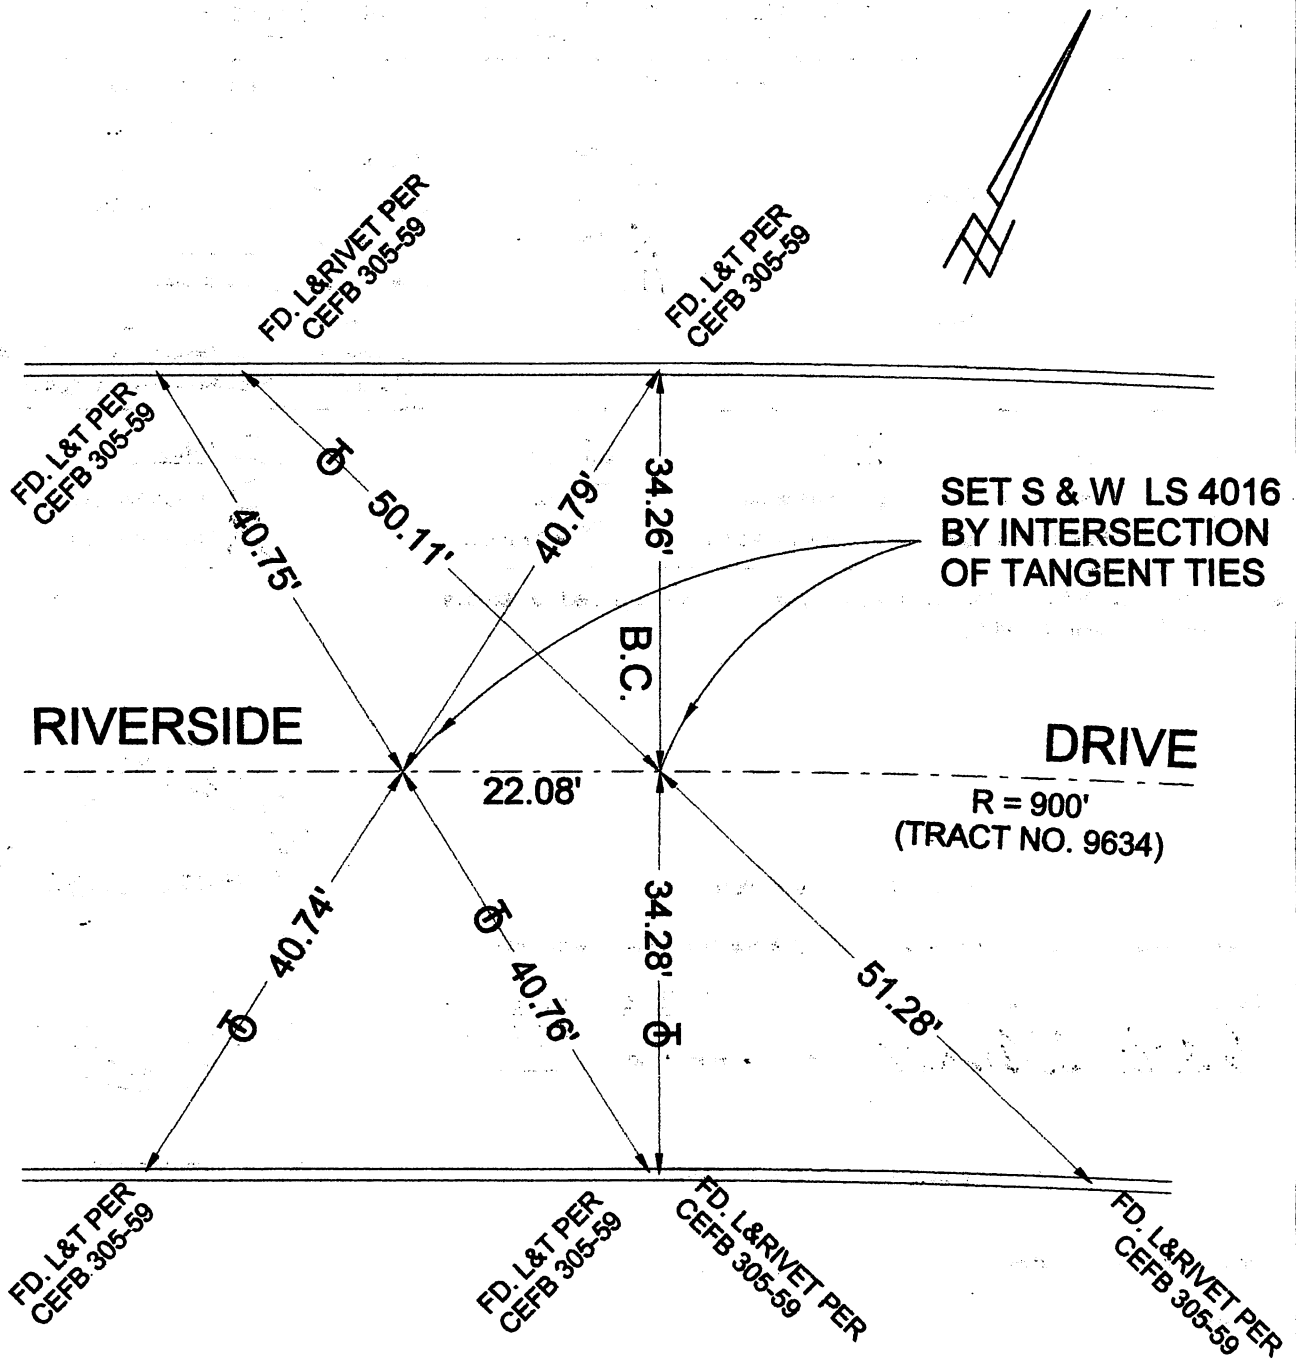 FD. L&RIVET PER
CEFB 305-59
FD. L&T PER
CEFB 305-59
FD. L&T PER
CEFB 305-59
40.75'
50.11'
40.79'
34.26'
SET S & W LS 4016
BY INTERSECTION
OF TANGENT TIES
B.C.
RIVERSIDE
DRIVE
22.08'
R = 900'
(TRACT NO. 9634)
40.74'
40.76'
34.28'
51.28'
FD. L&T PER
CEFB 305-59
FD. L&T PER
CEFB 305-59
FD. L&RIVET PER
CEFB 305-59
FD. L&RIVET PER
CEFB 305-59